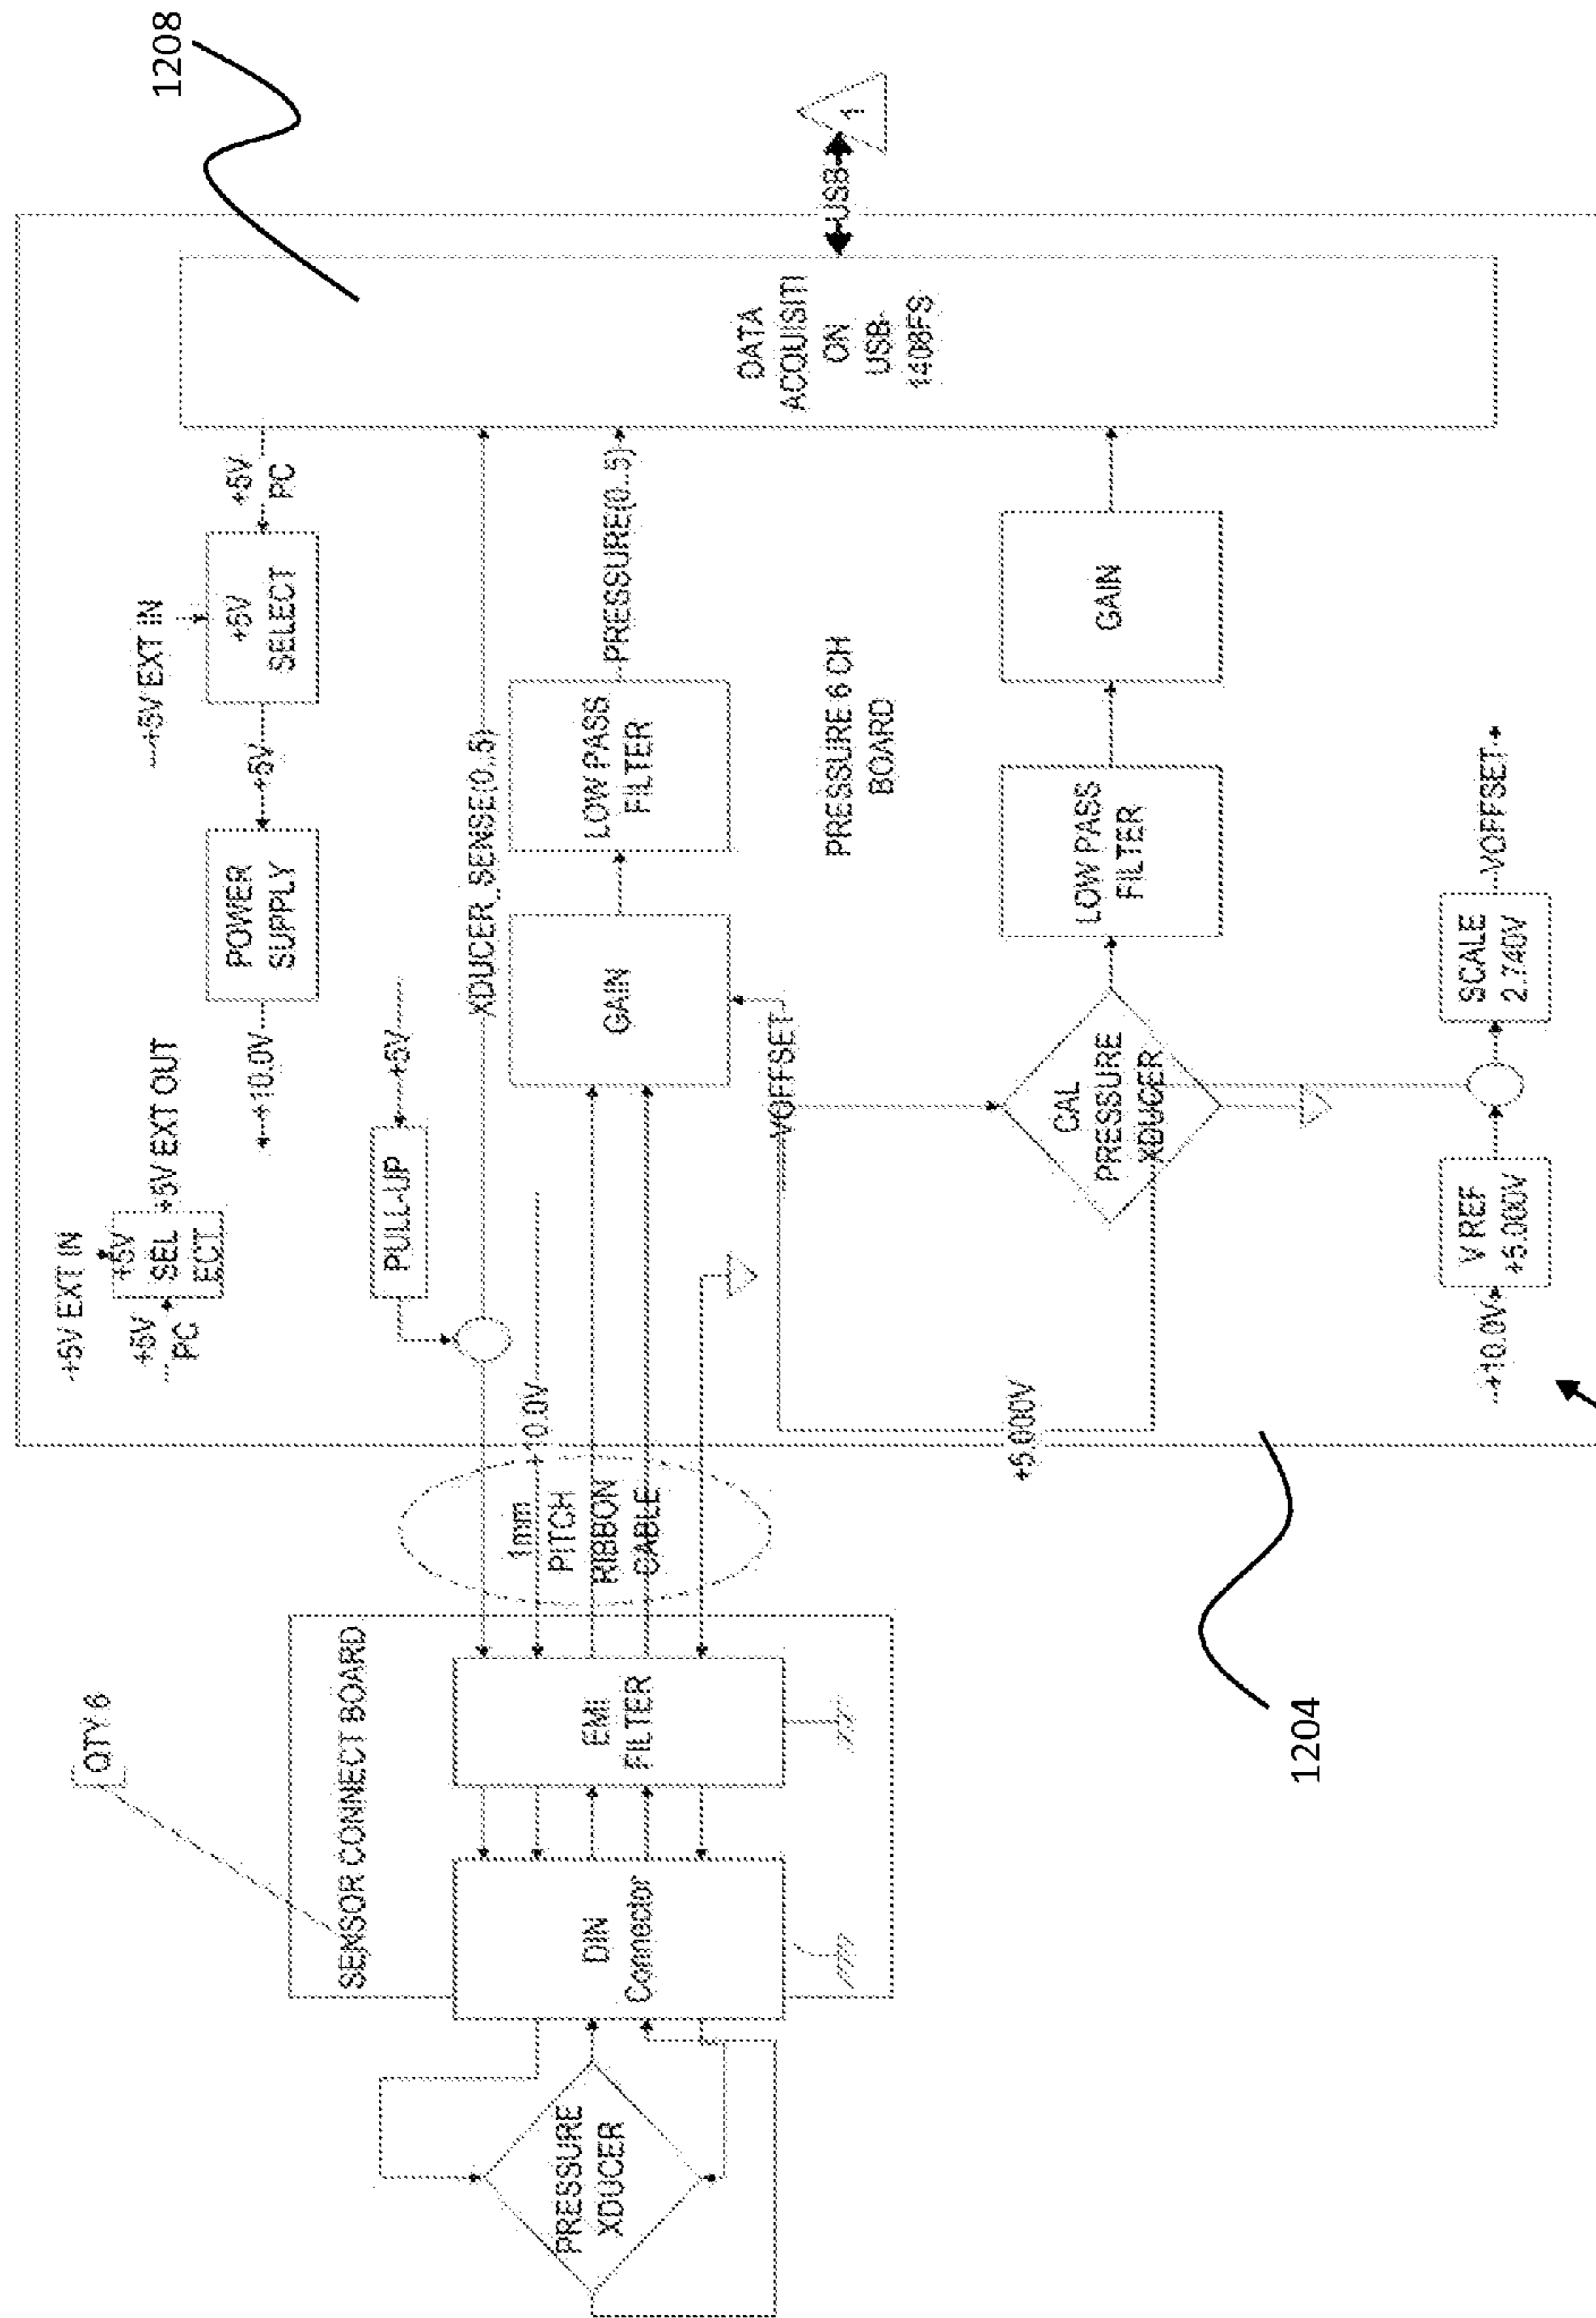 QTY 6
SENSOR CONNECT BOARD
PRESSURE
XDUCER
DIN
Connector
EMI
FILTER
1mm
PITCH
RIBBON
CABLE
+10.0V
+5V EXT IN
+5V
PC
+5V
SEL
ECT
+5V EXT OUT
+10.0V
POWER
SUPPLY
+5V
+5V EXT IN
+5V
SELECT
+5V
PC
PULL-UP
+5V
XDUCER_SENSE(0..5)
GAIN
LOW PASS
FILTER
PRESSURE(0..5)
VOFFSET
PRESSURE 6 CH
BOARD
+5.000V
CAL
PRESSURE
XDUCER
LOW PASS
FILTER
GAIN
+10.0V
VREF
+5.000V
SCALE
2.740V
VOFFSET
DATA
ACQUISITI
ON
USB-
1408FS
USB
1
1208
1204